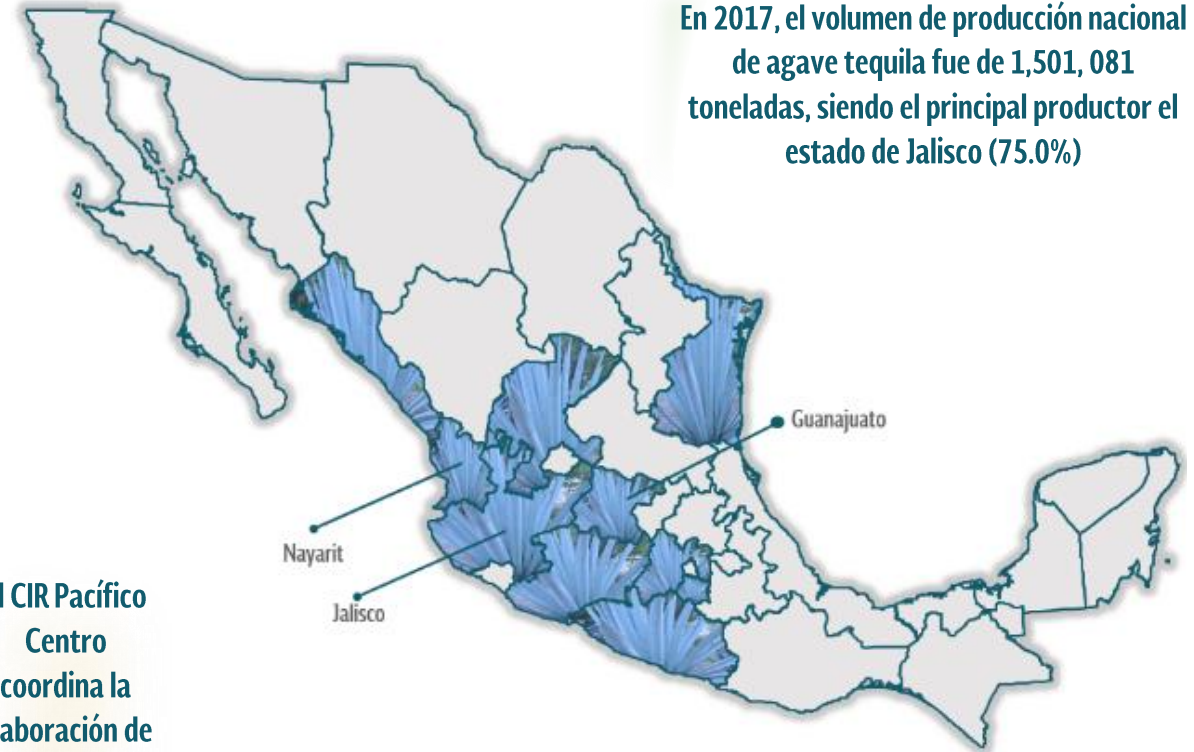 En 2017, el volumen de producción nacional
de agave tequila fue de 1,501, 081
toneladas, siendo el principal productor el
estado de Jalisco (75.0%)
Guanajuato
Nayarit
Jalisco
l CIR Pacífico
Centro
coordina la
aboración de